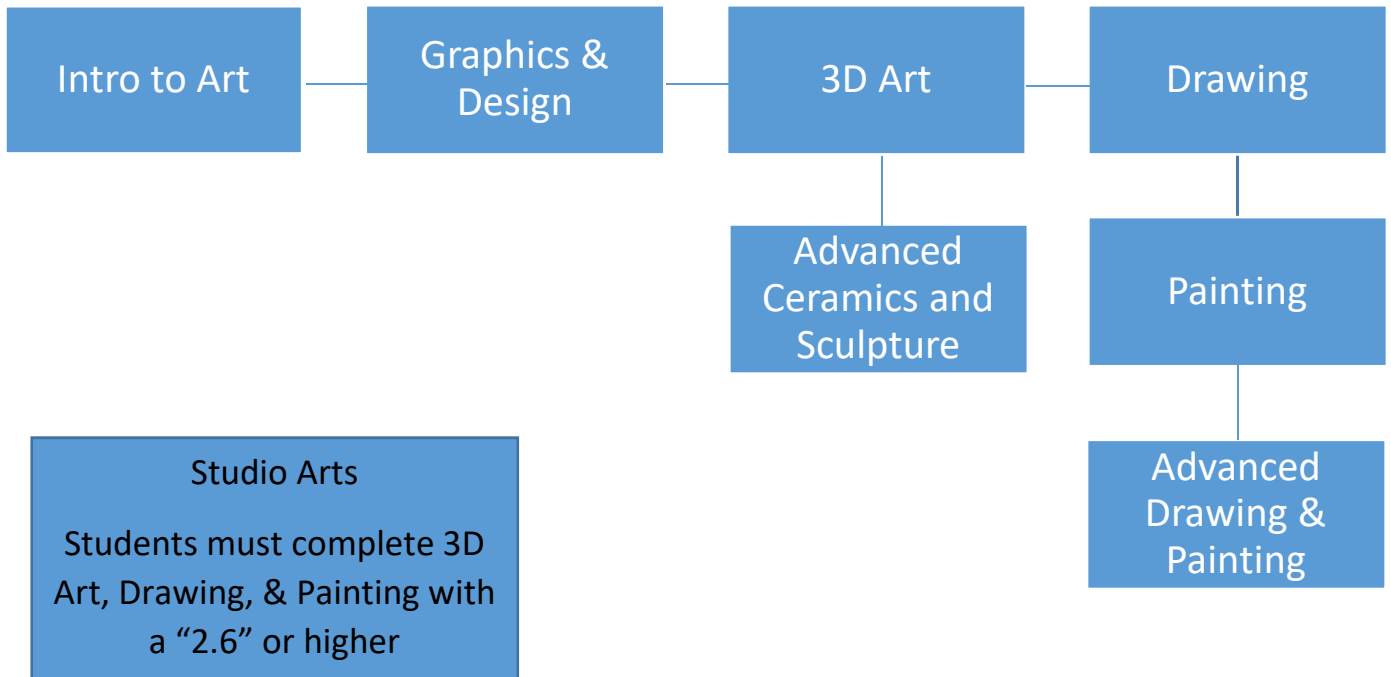 Intro to Art
Graphics &
Design
3D Art
Drawing
Advanced
Ceramics and
Sculpture
Painting
Studio Arts
Students must complete 3D
Art, Drawing, & Painting with
a “2.6” or higher
Advanced
Drawing &
Painting